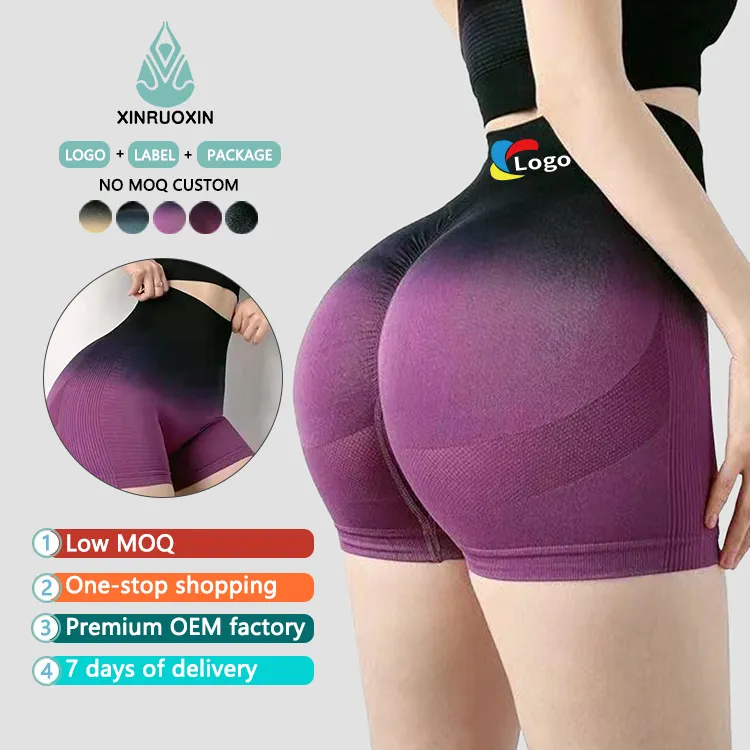 XINRUOXIN
LOGO + LABEL + PACKAGE
NO MOQ CUSTOM
Logo
1 Low MOQ
2 One-stop shopping
3 Premium OEM factory
4 7 days of delivery